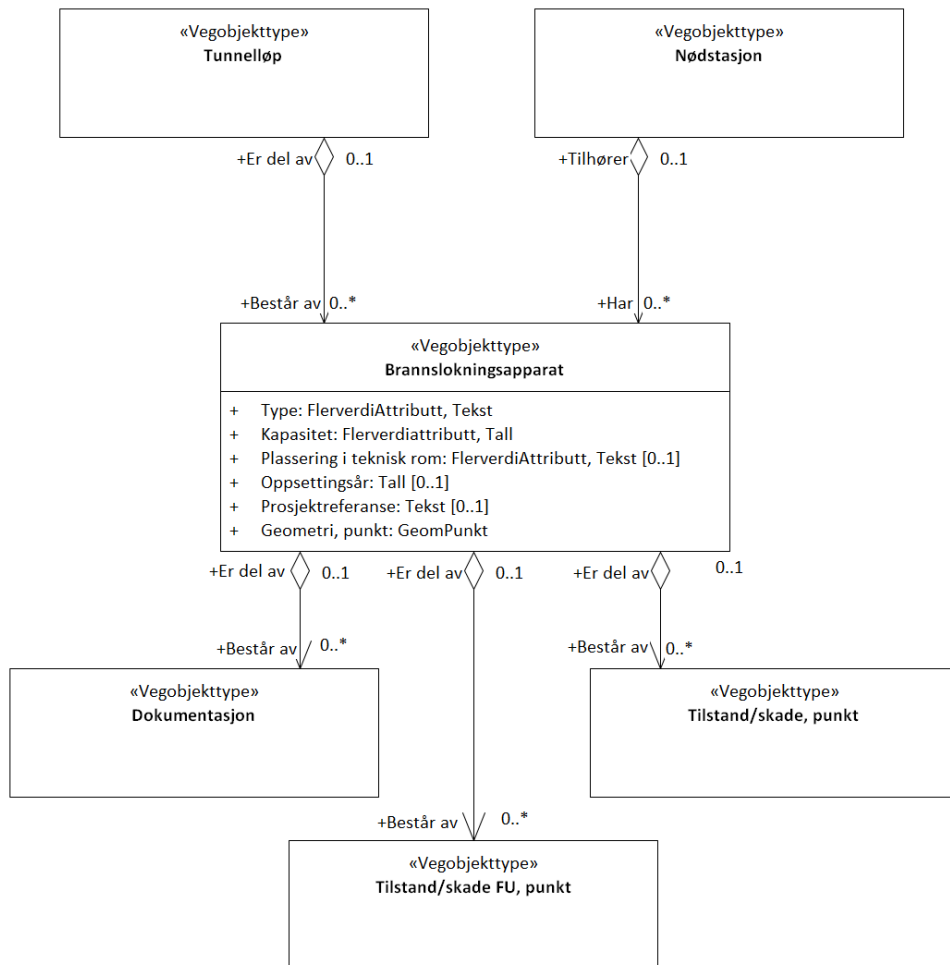 «Vegobjekttype»
Tunnelløp
«Vegobjekttype»
Nødstasjon
+Er del av 0..1
+Tilhører 0..1
+Består av 0..*
+Har 0..*
«Vegobjekttype»
Brannslokningsapparat
+ Type: FlerverdiAttributt, Tekst
+ Kapasitet: Flerverdiattributt, Tall
+ Plassering i teknisk rom: FlerverdiAttributt, Tekst [0..1]
+ Oppsettingsår: Tall [0..1]
+ Prosjektreferanse: Tekst [0..1]
+ Geometri, punkt: GeomPunkt
+Er del av 0..1
+Er del av 0..1
+Er del av 0..1
+Består av 0..*
+Består av 0..*
«Vegobjekttype»
Dokumentasjon
«Vegobjekttype»
Tilstand/skade, punkt
+Består av 0..*
«Vegobjekttype»
Tilstand/skade FU, punkt